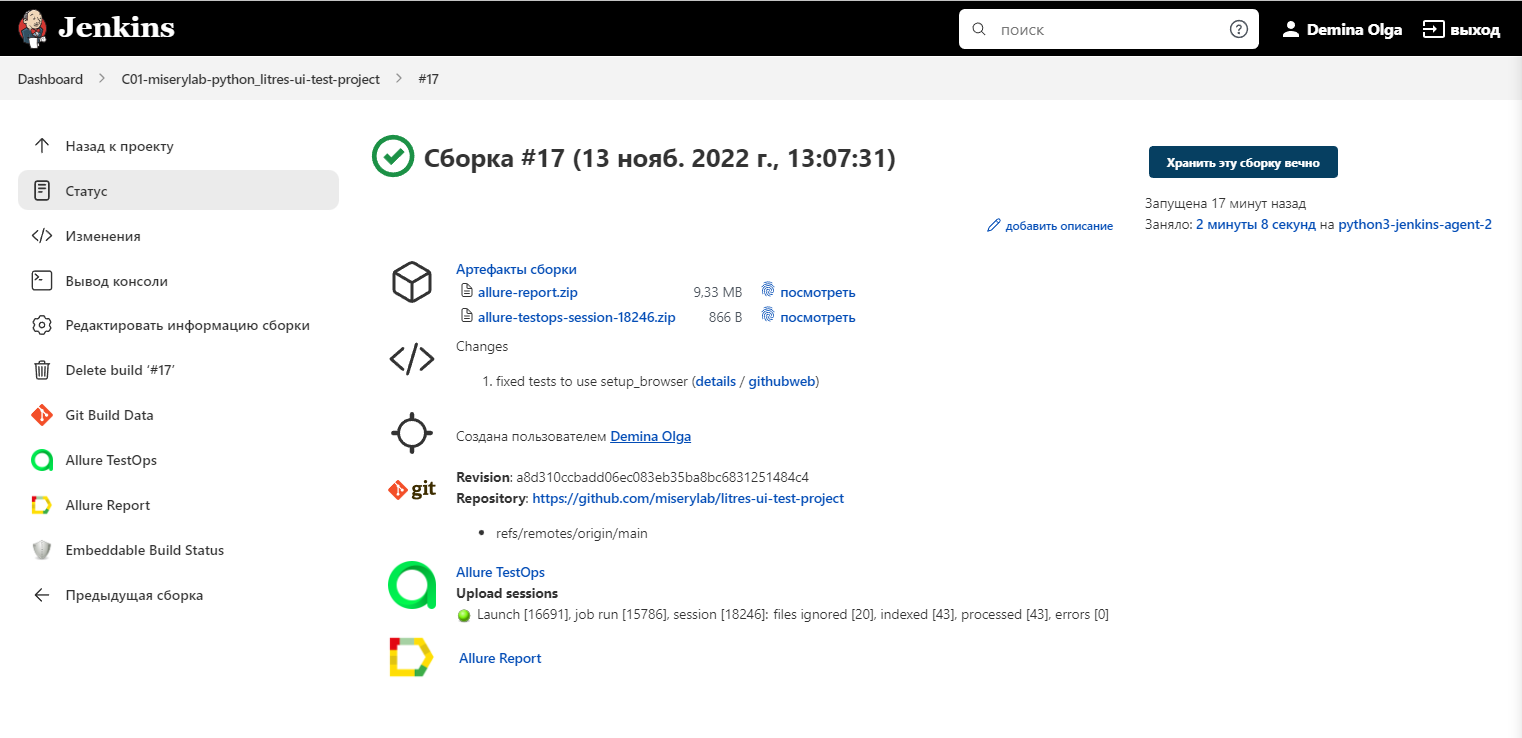 Jenkins
поиск
Demina Olga
выход
Dashboard > C01-miserylab-python_litres-ui-test-project > #17
Назад к проекту
Статус
Изменения
Вывод консоли
Редактировать информацию сборки
Delete build ‘#17’
Git Build Data
Allure TestOps
Allure Report
Embeddable Build Status
Предыдущая сборка
Сборка #17 (13 нояб. 2022 г., 13:07:31)
Хранить эту сборку вечно
Запущена 17 минут назад
Заняло: 2 минуты 8 секунд на python3-jenkins-agent-2
добавить описание
Артефакты сборки
allure-report.zip 9,33 MB посмотреть
allure-testops-session-18246.zip 866 B посмотреть
Changes
1. fixed tests to use setup_browser (details / githubweb)
Создана пользователем Demina Olga
git
Revision: a8d310ccbadd06ec083eb35ba8bc6831251484c4
Repository: https://github.com/miserylab/litres-ui-test-project
• refs/remotes/origin/main
Allure TestOps
Upload sessions
Launch [16691], job run [15786], session [18246]: files ignored [20], indexed [43], processed [43], errors [0]
Allure Report